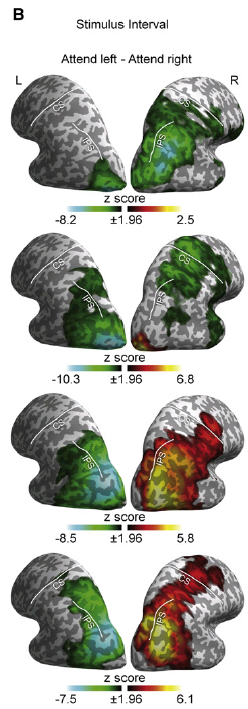 B
Stimulus Interval
Attend left - Attend right
L
R
CS
IPS
CS
IPS
z score
-8.2
±1.96
2.5
CS
IPS
CS
IPS
z score
-10.3
±1.96
6.8
CS
IPS
CS
IPS
z score
-8.5
±1.96
5.8
CS
IPS
CS
IPS
z score
-7.5
±1.96
6.1